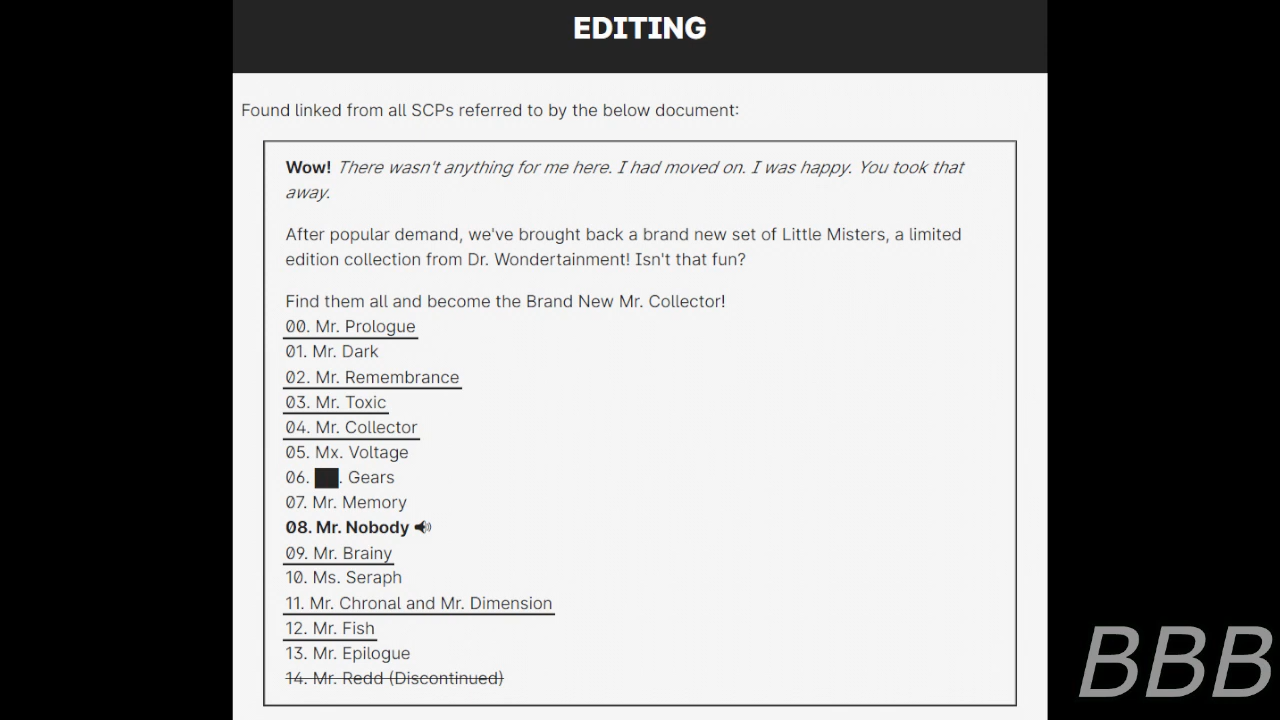 EDITING
Found linked from all SCPs referred to by the below document:
Wow! There wasn't anything for me here. I had moved on. I was happy. You took that
away.
After popular demand, we've brought back a brand new set of Little Misters, a limited
edition collection from Dr. Wondertainment! Isn't that fun?
Find them all and become the Brand New Mr. Collector!
00. Mr. Prologue
01. Mr. Dark
02. Mr. Remembrance
03. Mr. Toxic
04. Mr. Collector
05. Mx. Voltage
06. ██. Gears
07. Mr. Memory
08. Mr. Nobody
09. Mr. Brainy
10. Ms. Seraph
11. Mr. Chronal and Mr. Dimension
12. Mr. Fish
13. Mr. Epilogue
14. Mr. Redd (Discontinued)
BBB